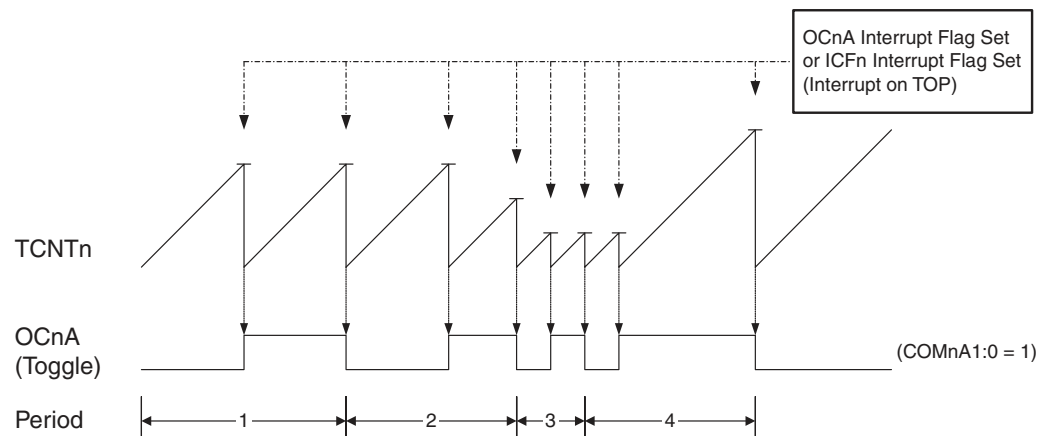 OCnA Interrupt Flag Set
or ICFn Interrupt Flag Set
(Interrupt on TOP)
TCNTn
OCnA
(Toggle)
(COMnA1:0 = 1)
Period
1
2
3
4